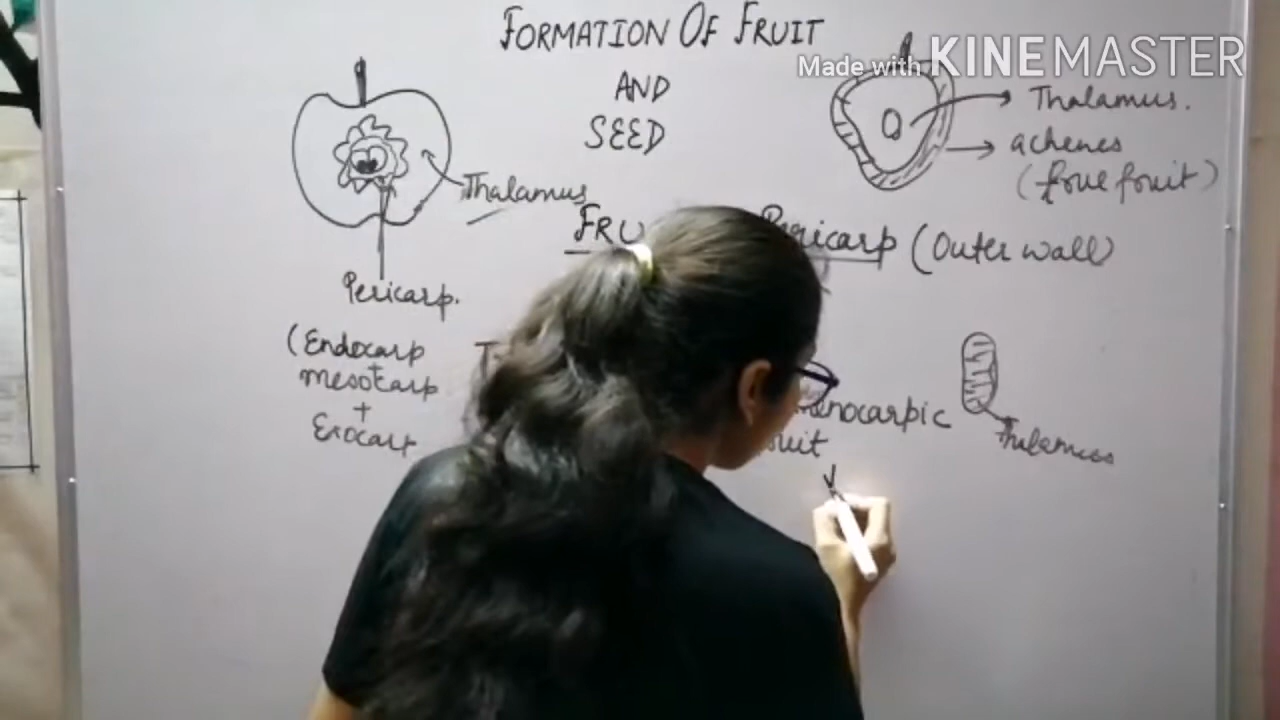 FORMATION OF FRUIT
AND
SEED
Made with KINEMASTER
Thalamus.
achenes
(true fruit)
Thalamus
Pericarp (Outer wall)
Pericarp.
(Endocarp
+
mesocarp
+
Exocarp
Thalamus